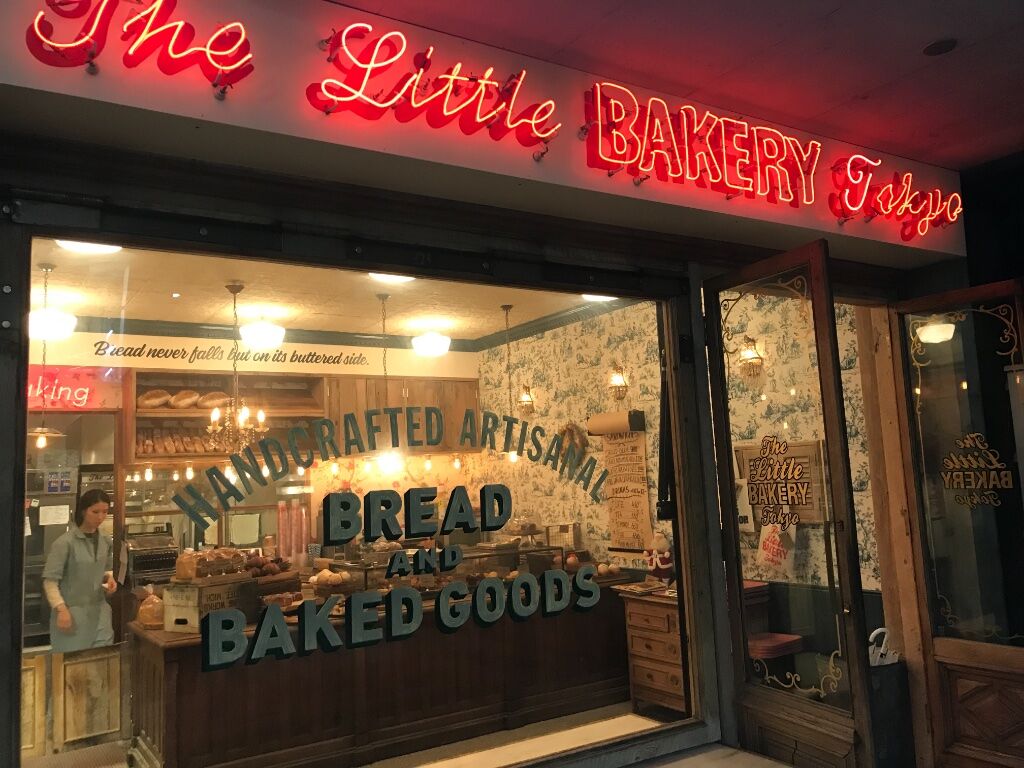 The Little BAKERY Tokyo
Bread never falls but on its buttered side.
king
HANDCRAFTED ARTISANAL
BREAD
AND
BAKED GOODS
The
Little
BAKERY
Tokyo
The
Little
BAKERY
Tokyo